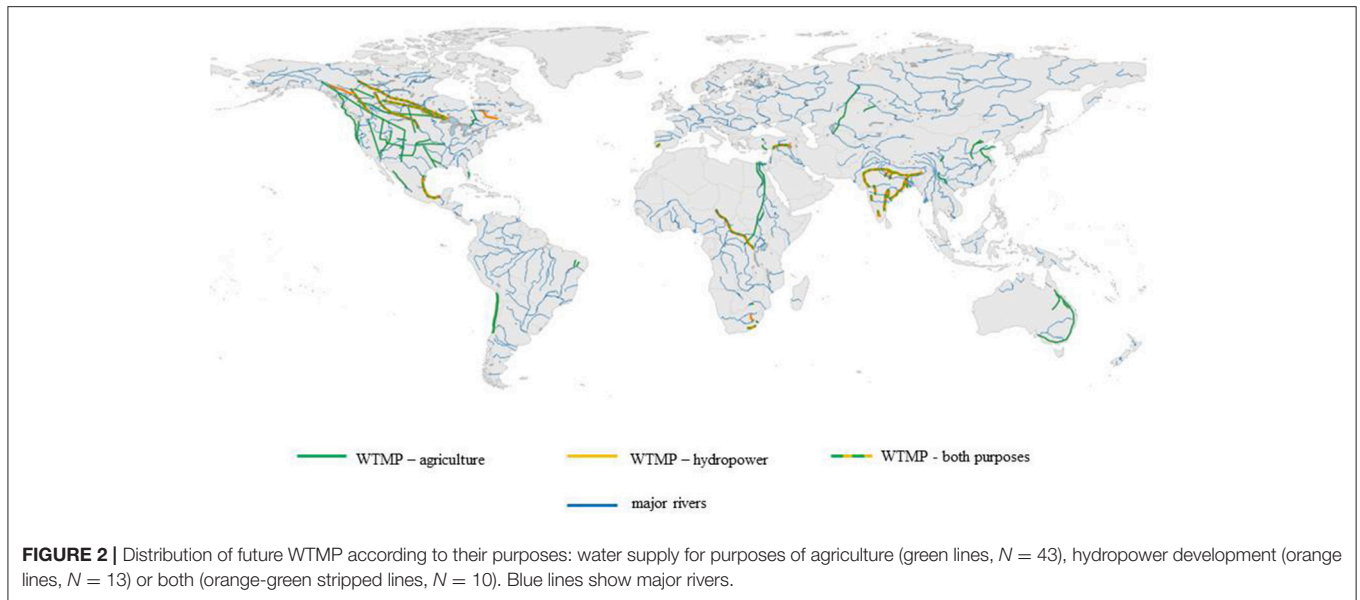 WTMP – agriculture
WTMP – hydropower
WTMP - both purposes
major rivers
FIGURE 2 | Distribution of future WTMP according to their purposes: water supply for purposes of agriculture (green lines, N = 43), hydropower development (orange
lines, N = 13) or both (orange-green stripped lines, N = 10). Blue lines show major rivers.